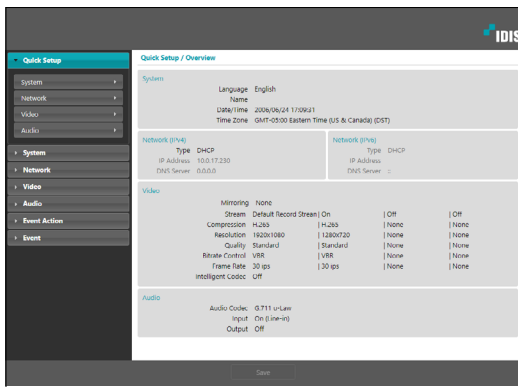 IDIS
Quick Setup
System
Network
Video
Audio
System
Network
Video
Audio
Event Action
Event
Quick Setup / Overview
System
Language English
Name
Date/Time 2006/06/24 17:09:31
Time Zone GMT-05:00 Eastern Time (US & Canada) (DST)
Network (IPv4)
Type DHCP
IP Address 10.0.17.230
DNS Server 0.0.0.0
Network (IPv6)
Type DHCP
IP Address
DNS Server ::
Video
Mirroring None
Stream Default Record Stream | On | Off | Off
Compression H.265 | H.265 | None | None
Resolution 1920x1080 | 1280x720 | None | None
Quality Standard | Standard | None | None
Bitrate Control VBR | VBR | None | None
Frame Rate 30 ips | 30 ips | None | None
Intelligent Codec Off
Audio
Audio Codec G.711 u-Law
Input On (Line-in)
Output Off
Save